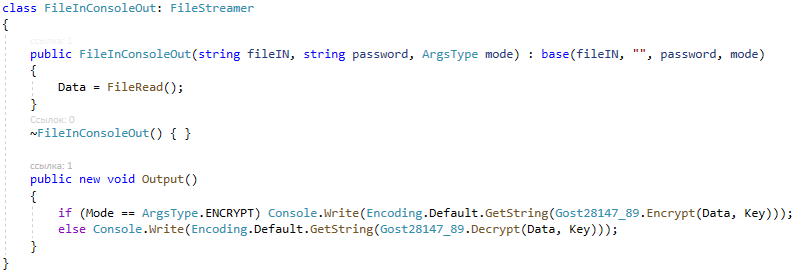 class FileInConsoleOut: FileStreamer
{
ссылка: 1
public FileInConsoleOut(string fileIN, string password, ArgsType mode) : base(fileIN, "", password, mode)
{
Data = FileRead();
}
Ссылок: 0
~FileInConsoleOut() { }
ссылка: 1
public new void Output()
{
if (Mode == ArgsType.ENCRYPT) Console.Write(Encoding.Default.GetString(Gost28147_89.Encrypt(Data, Key)));
else Console.Write(Encoding.Default.GetString(Gost28147_89.Decrypt(Data, Key)));
}
}